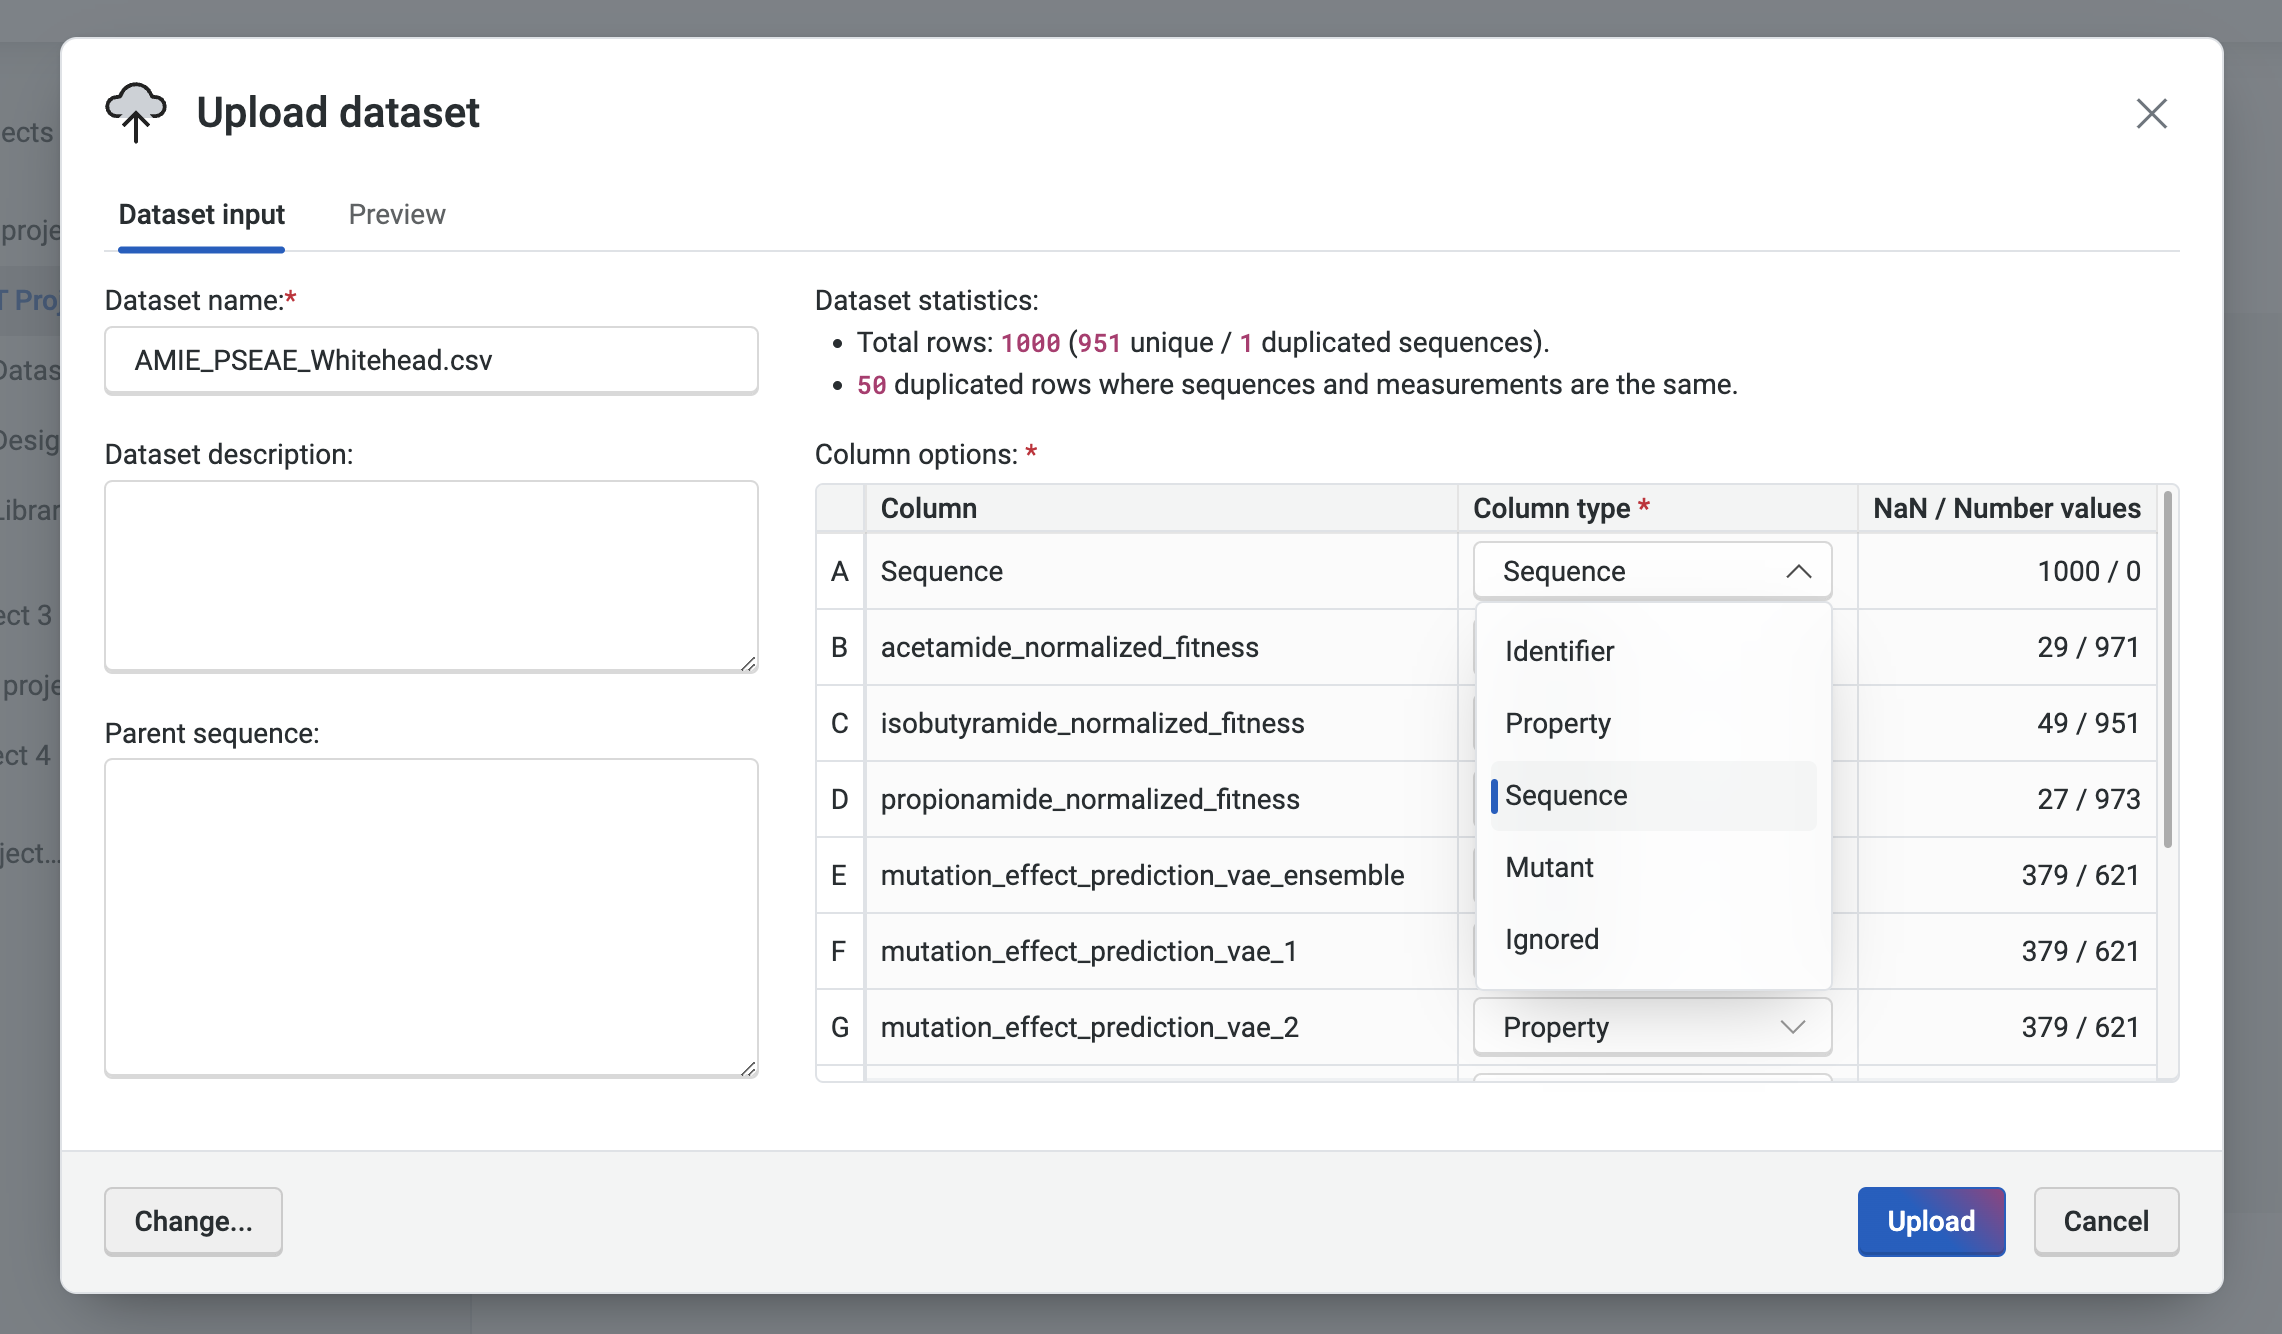 Upload dataset
Dataset input
Preview
Dataset name:*
AMIE_PSEAE_Whitehead.csv
Dataset description:
Parent sequence:
Dataset statistics:
• Total rows: 1000 (951 unique / 1 duplicated sequences).
• 50 duplicated rows where sequences and measurements are the same.
Column options: *
Column Column type * NaN / Number values
A Sequence Sequence 1000 / 0
B acetamide_normalized_fitness 29 / 971
C isobutyramide_normalized_fitness 49 / 951
D propionamide_normalized_fitness 27 / 973
E mutation_effect_prediction_vae_ensemble 379 / 621
F mutation_effect_prediction_vae_1 379 / 621
G mutation_effect_prediction_vae_2 Property 379 / 621
Identifier
Property
Sequence
Mutant
Ignored
Change...
Upload
Cancel
ects
proje
T Proj
Datas
Desig
Librar
ect 3
proje
ect 4
ject...